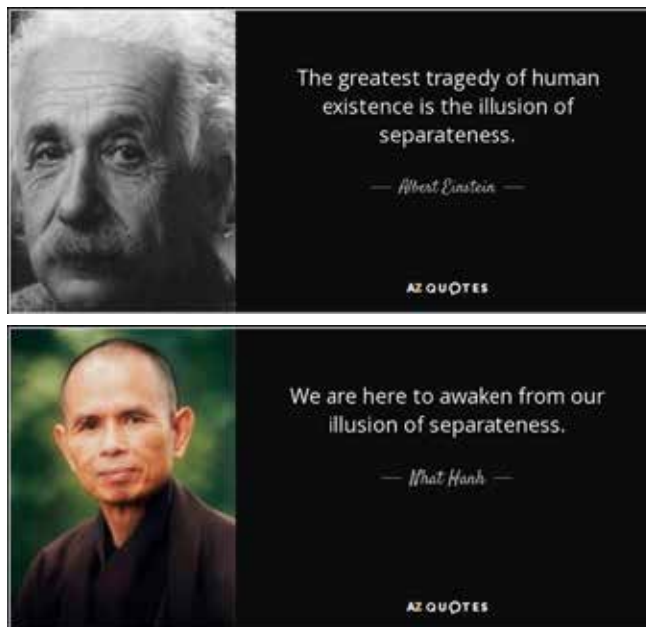 The greatest tragedy of human
existence is the illusion of
separateness.
— Albert Einstein —
AZ QUOTES
We are here to awaken from our
illusion of separateness.
— Nhat Hanh —
AZ QUOTES